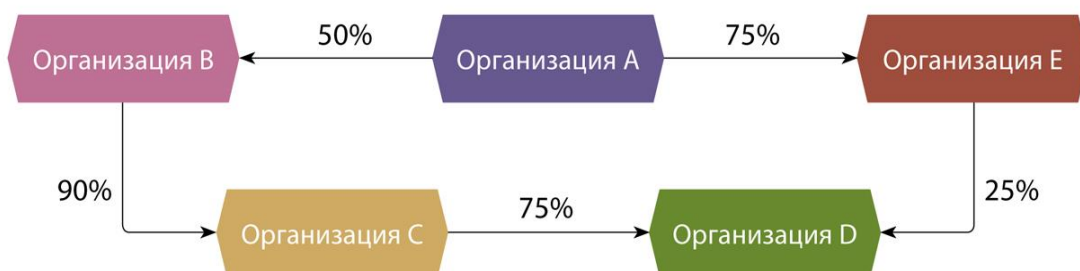 50%
75%
Организация B
Организация A
Организация E
90%
75%
25%
Организация C
Организация D